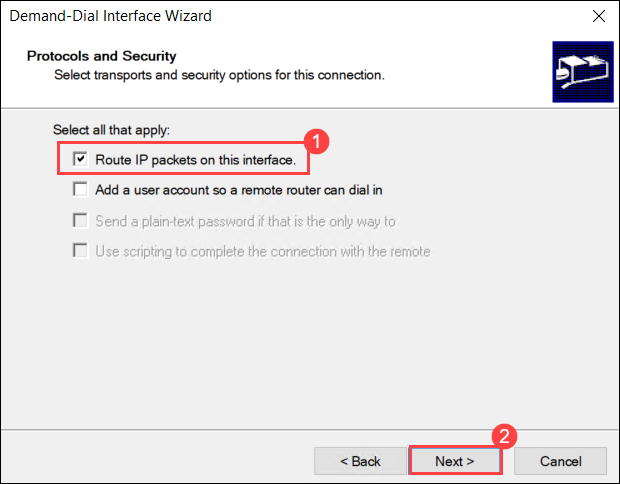 Demand-Dial Interface Wizard
Protocols and Security
Select transports and security options for this connection.
Select all that apply:
1
Route IP packets on this interface.
Add a user account so a remote router can dial in
Send a plain-text password if that is the only way to
Use scripting to complete the connection with the remote
2
< Back
Next >
Cancel